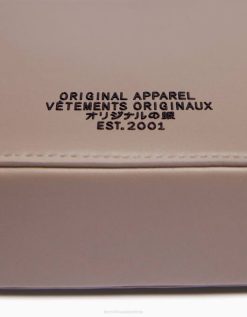 ORIGINAL APPAREL
VÊTEMENTS ORIGINAUX
オリジナルの服
EST. 2001